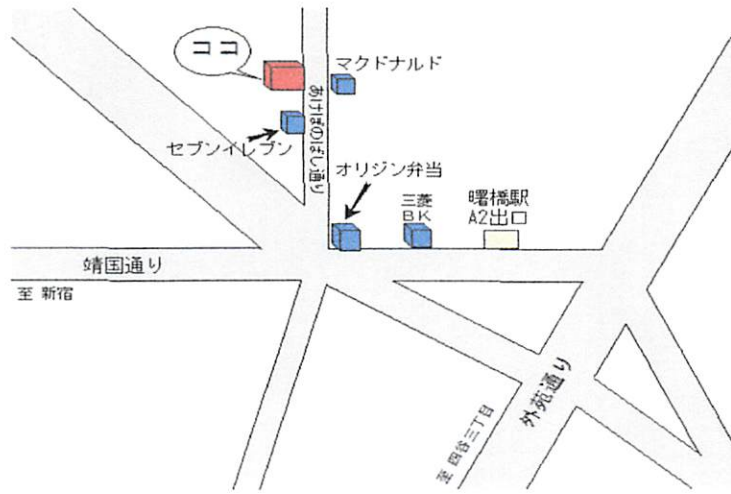 ココ
マクドナルド
セブンイレブン
あけぼのばし通り
オリジン弁当
三菱
BK
曙橋駅
A2出口
靖国通り
至 新宿
外苑通り
至 四谷三丁目